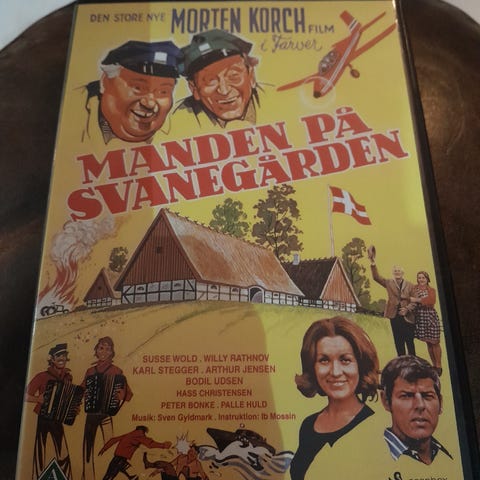 DEN STORE NYE MORTEN KORCH FILM
i Farver
MANDEN PÅ
SVANEGÅRDEN
SUSSE WOLD . WILLY RATHNOV
KARL STEGGER . ARTHUR JENSEN
BODIL UDSEN
HASS CHRISTENSEN
PETER BONKE . PALLE HULD
Musik: Sven Gyldmark . Instruktion: Ib Mossin